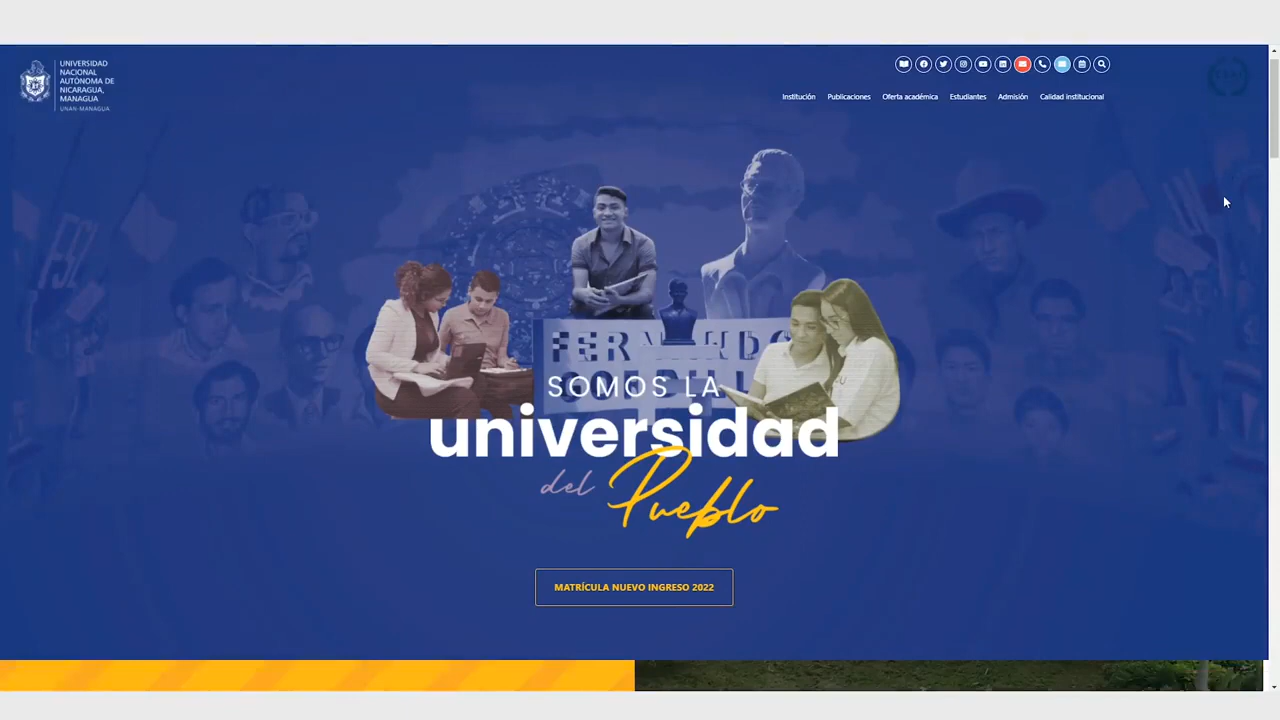 UNIVERSIDAD
NACIONAL
AUTÓNOMA DE
NICARAGUA,
MANAGUA
UNAN-MANAGUA
Institución Publicaciones Oferta académica Estudiantes Admisión Calidad institucional
FERNANDO
SOMOS LA
universidad
del Pueblo
MATRÍCULA NUEVO INGRESO 2022